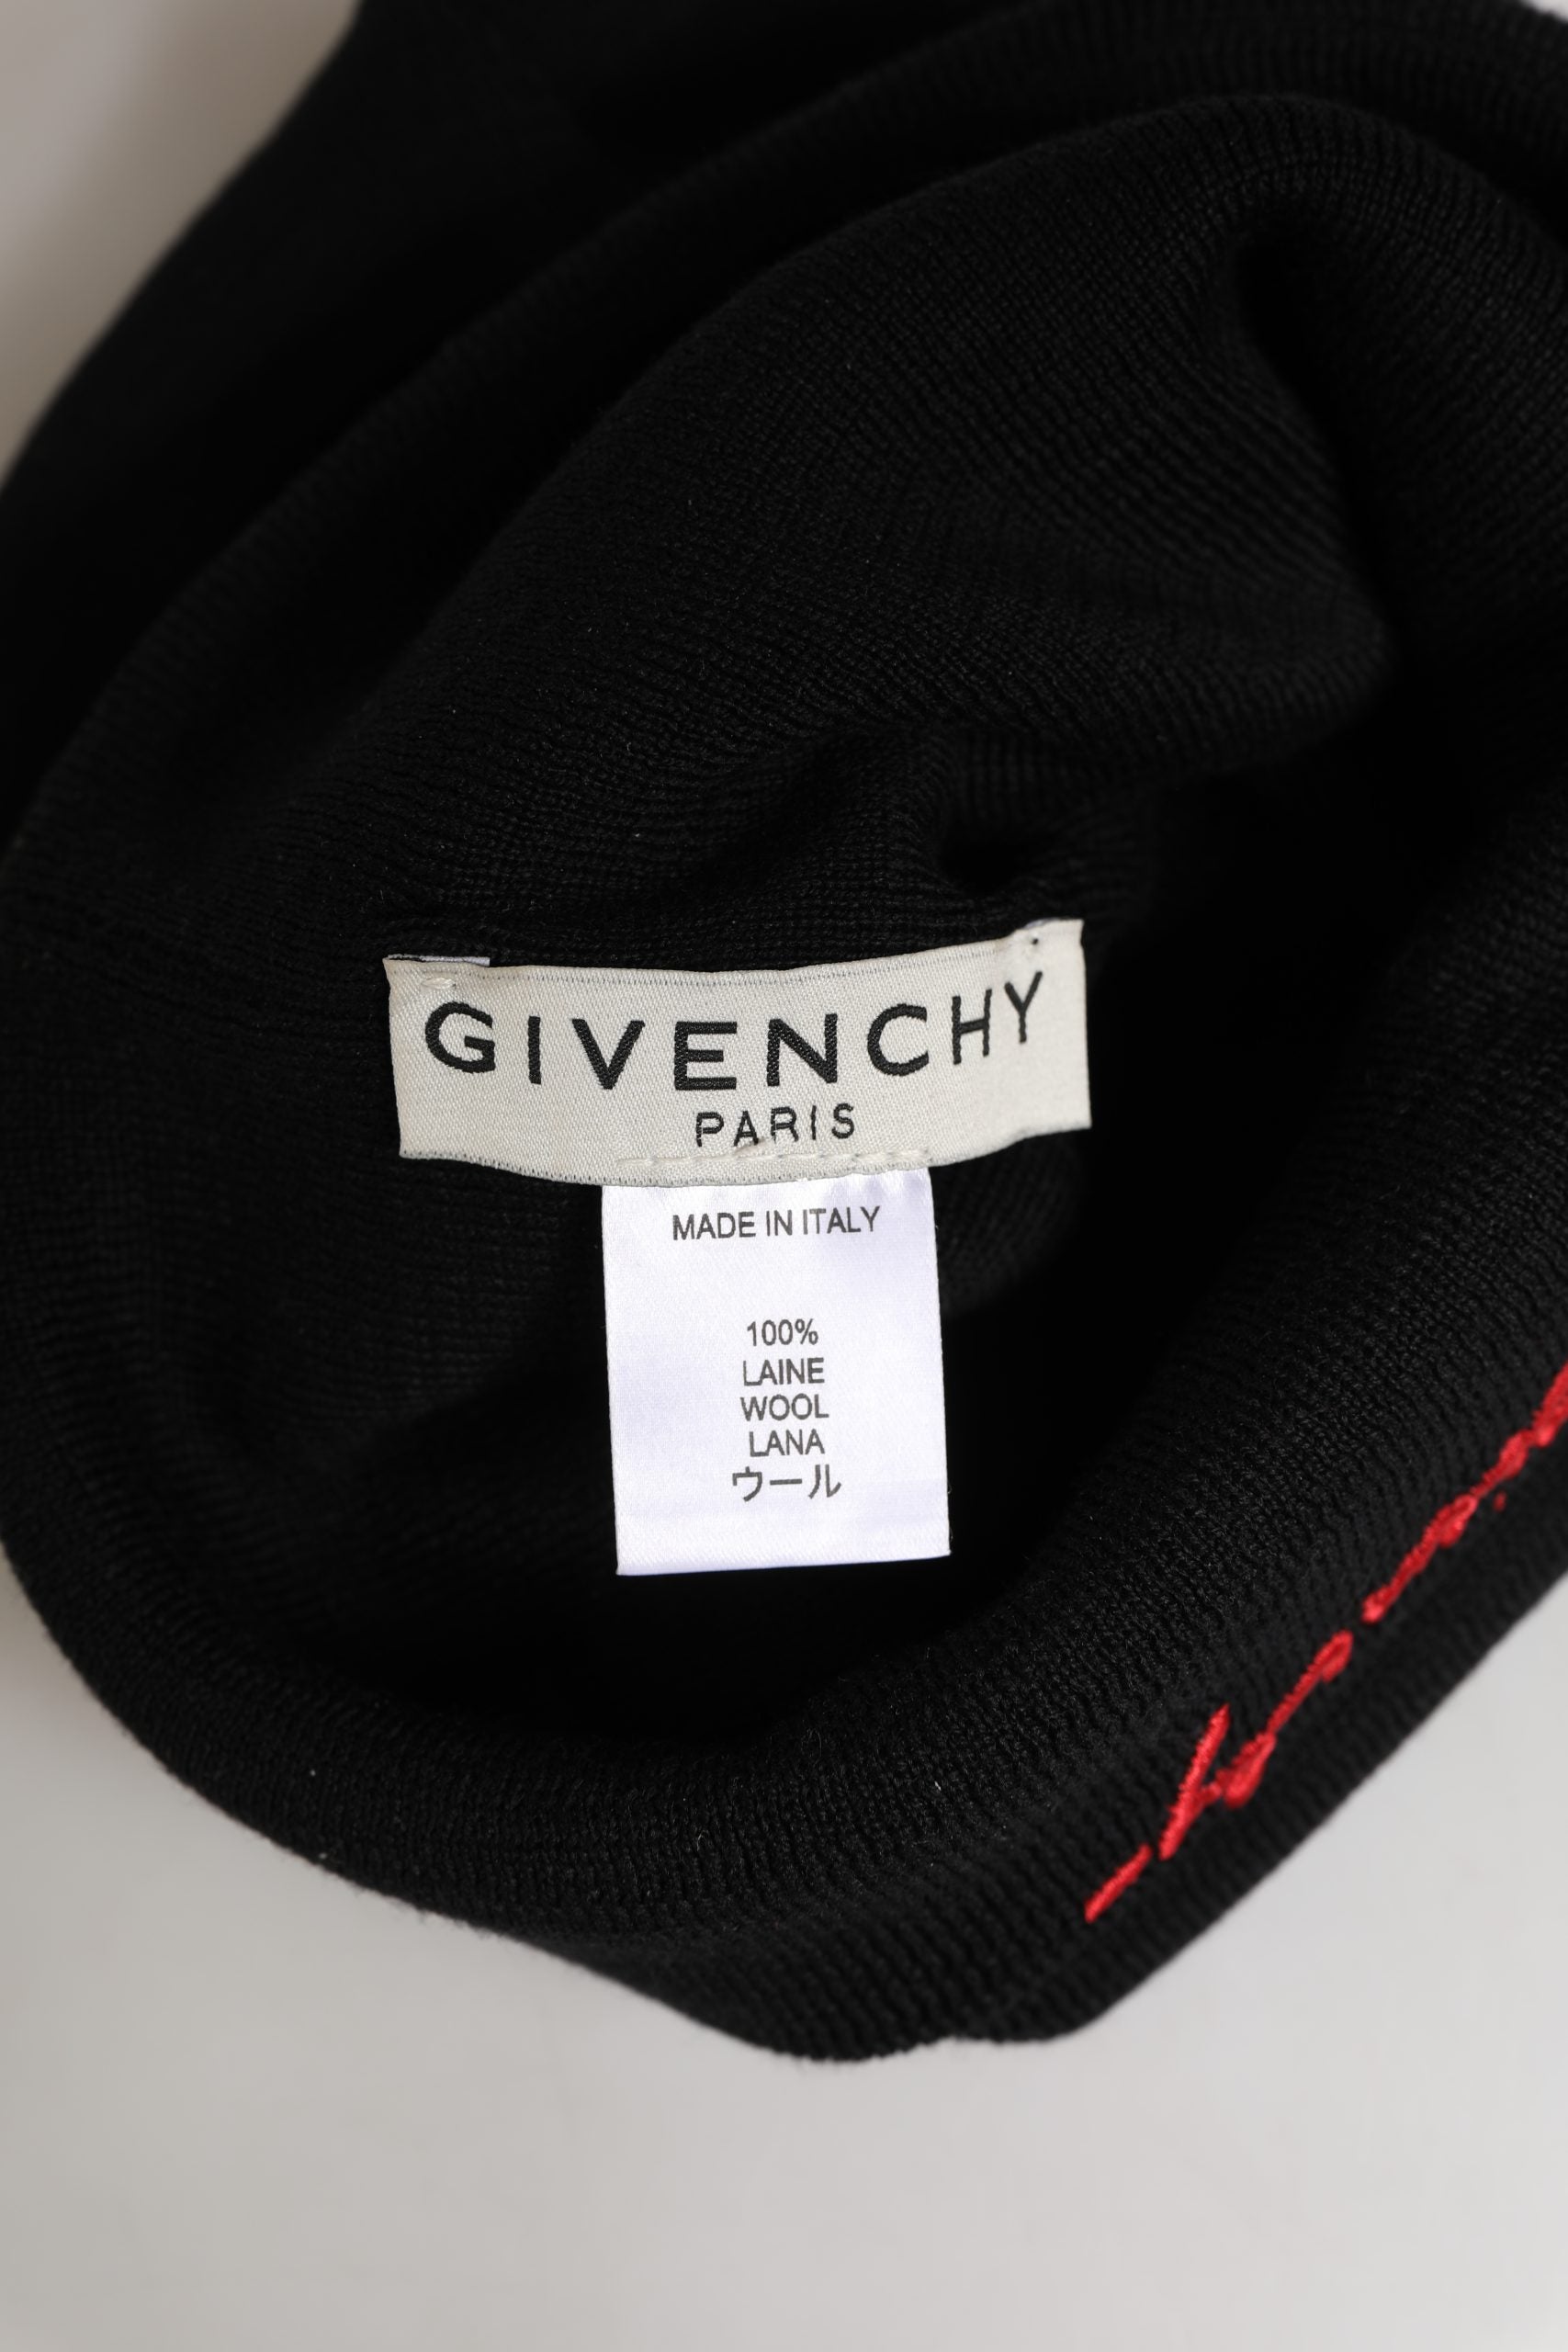 GIVENCHY
PARIS
MADE IN ITALY
100%
LAINE
WOOL
LANA
ウール